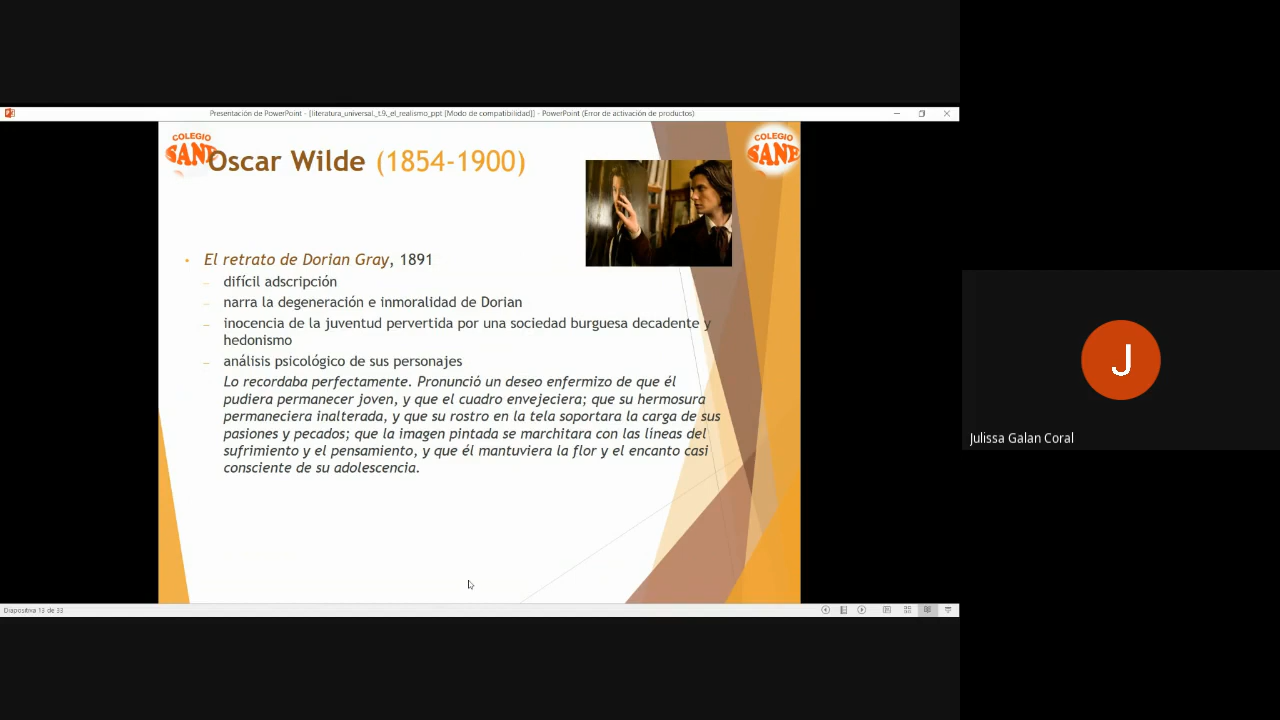 Presentación de PowerPoint - [literatura_universal_t.9._el_realismo_ppt [Modo de compatibilidad]] - PowerPoint (Error de activación de productos)
COLEGIO
SANE
COLEGIO
SANE
Oscar Wilde (1854-1900)
• El retrato de Dorian Gray, 1891
– difícil adscripción
– narra la degeneración e inmoralidad de Dorian
– inocencia de la juventud pervertida por una sociedad burguesa decadente y
hedonismo
– análisis psicológico de sus personajes
Lo recordaba perfectamente. Pronunció un deseo enfermizo de que él
pudiera permanecer joven, y que el cuadro envejeciera; que su hermosura
permaneciera inalterada, y que su rostro en la tela soportara la carga de sus
pasiones y pecados; que la imagen pintada se marchitara con las líneas del
sufrimiento y el pensamiento, y que él mantuviera la flor y el encanto casi
consciente de su adolescencia.
J
Julissa Galan Coral
Diapositiva 13 de 33